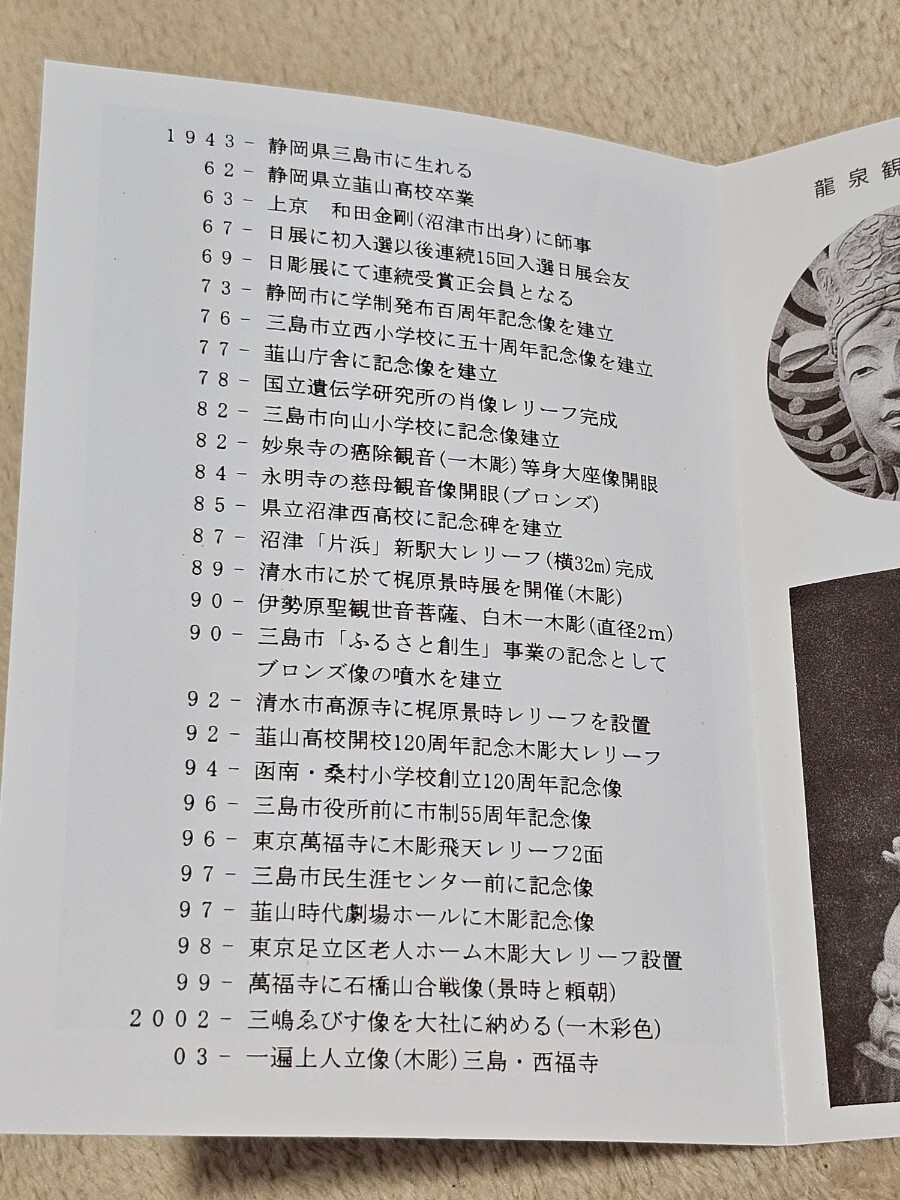 1943- 静岡県三島市に生れる
62- 静岡県立韮山高校卒業
63- 上京　和田金剛(沼津市出身)に師事
67- 日展に初入選以後連続15回入選日展会友
69- 日彫展にて連続受賞正会員となる
73- 静岡市に学制発布百周年記念像を建立
76- 三島市立西小学校に五十周年記念像を建立
77- 韮山庁舎に記念像を建立
78- 国立遺伝学研究所の肖像レリーフ完成
82- 三島市向山小学校に記念像建立
82- 妙泉寺の癌除観音(一木彫)等身大座像開眼
84- 永明寺の慈母観音像開眼(ブロンズ)
85- 県立沼津西高校に記念碑を建立
87- 沼津「片浜」新駅大レリーフ(横32m)完成
89- 清水市に於て梶原景時展を開催(木彫)
90- 伊勢原聖観世音菩薩、白木一木彫(直径2m)
90- 三島市「ふるさと創生」事業の記念として
ブロンズ像の噴水を建立
92- 清水市高源寺に梶原景時レリーフを設置
92- 韮山高校開校120周年記念木彫大レリーフ
94- 函南・桑村小学校創立120周年記念像
96- 三島市役所前に市制55周年記念像
96- 東京萬福寺に木彫飛天レリーフ2面
97- 三島市民生涯センター前に記念像
97- 韮山時代劇場ホールに木彫記念像
98- 東京足立区老人ホーム木彫大レリーフ設置
99- 萬福寺に石橋山合戦像(景時と頼朝)
2002- 三嶋ゑびす像を大社に納める(一木彩色)
03- 一遍上人立像(木彫)三島・西福寺
龍泉観